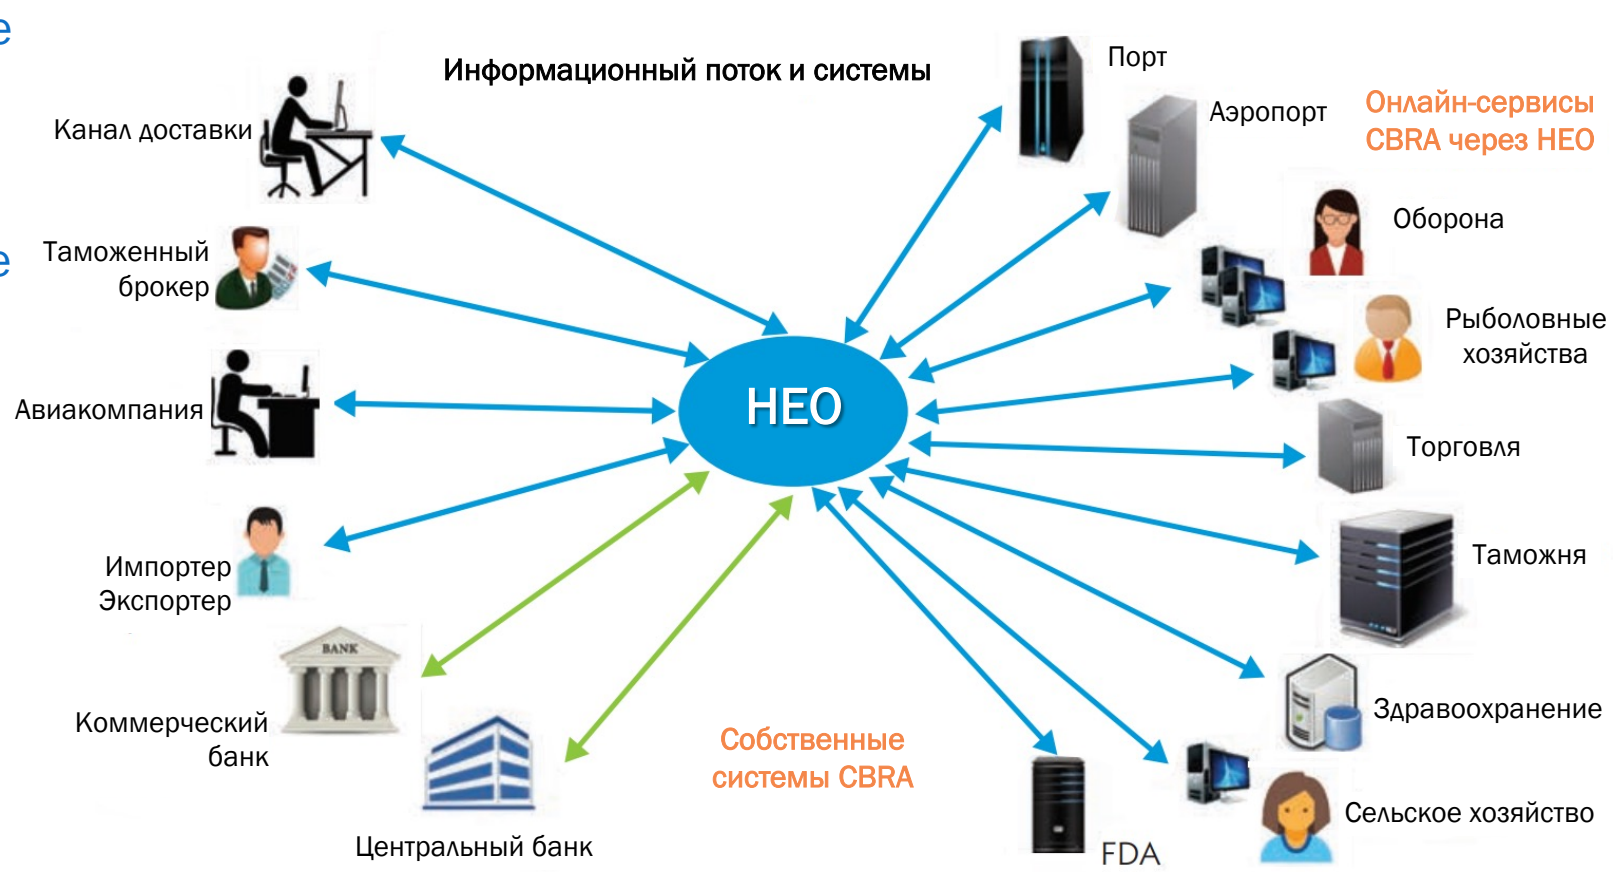 е
Информационный поток и системы
Порт
Аэропорт
Онлайн-сервисы
CBRA через НЕО
Канал доставки
Оборона
е
Таможенный
брокер
Рыболовные
хозяйства
Авиакомпания
НЕО
Торговля
Импортер
Экспортер
Таможня
BANK
Коммерческий
банк
Здравоохранение
Собственные
системы CBRA
Сельское хозяйство
Центральный банк
FDA